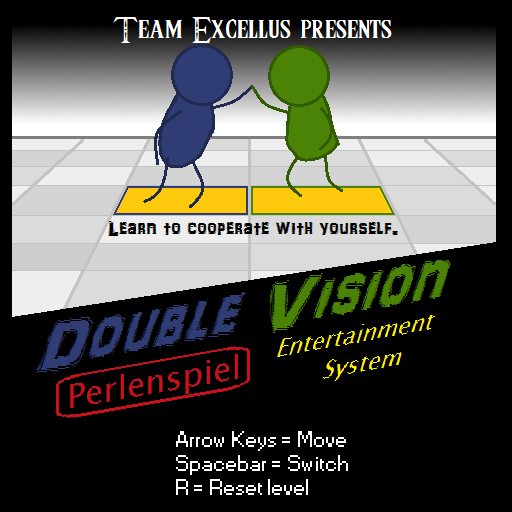 Team Excellus presents
Learn to cooperate with yourself.
Double Vision
Perlenspiel
Entertainment
System
Arrow Keys = Move
Spacebar = Switch
R = Reset level